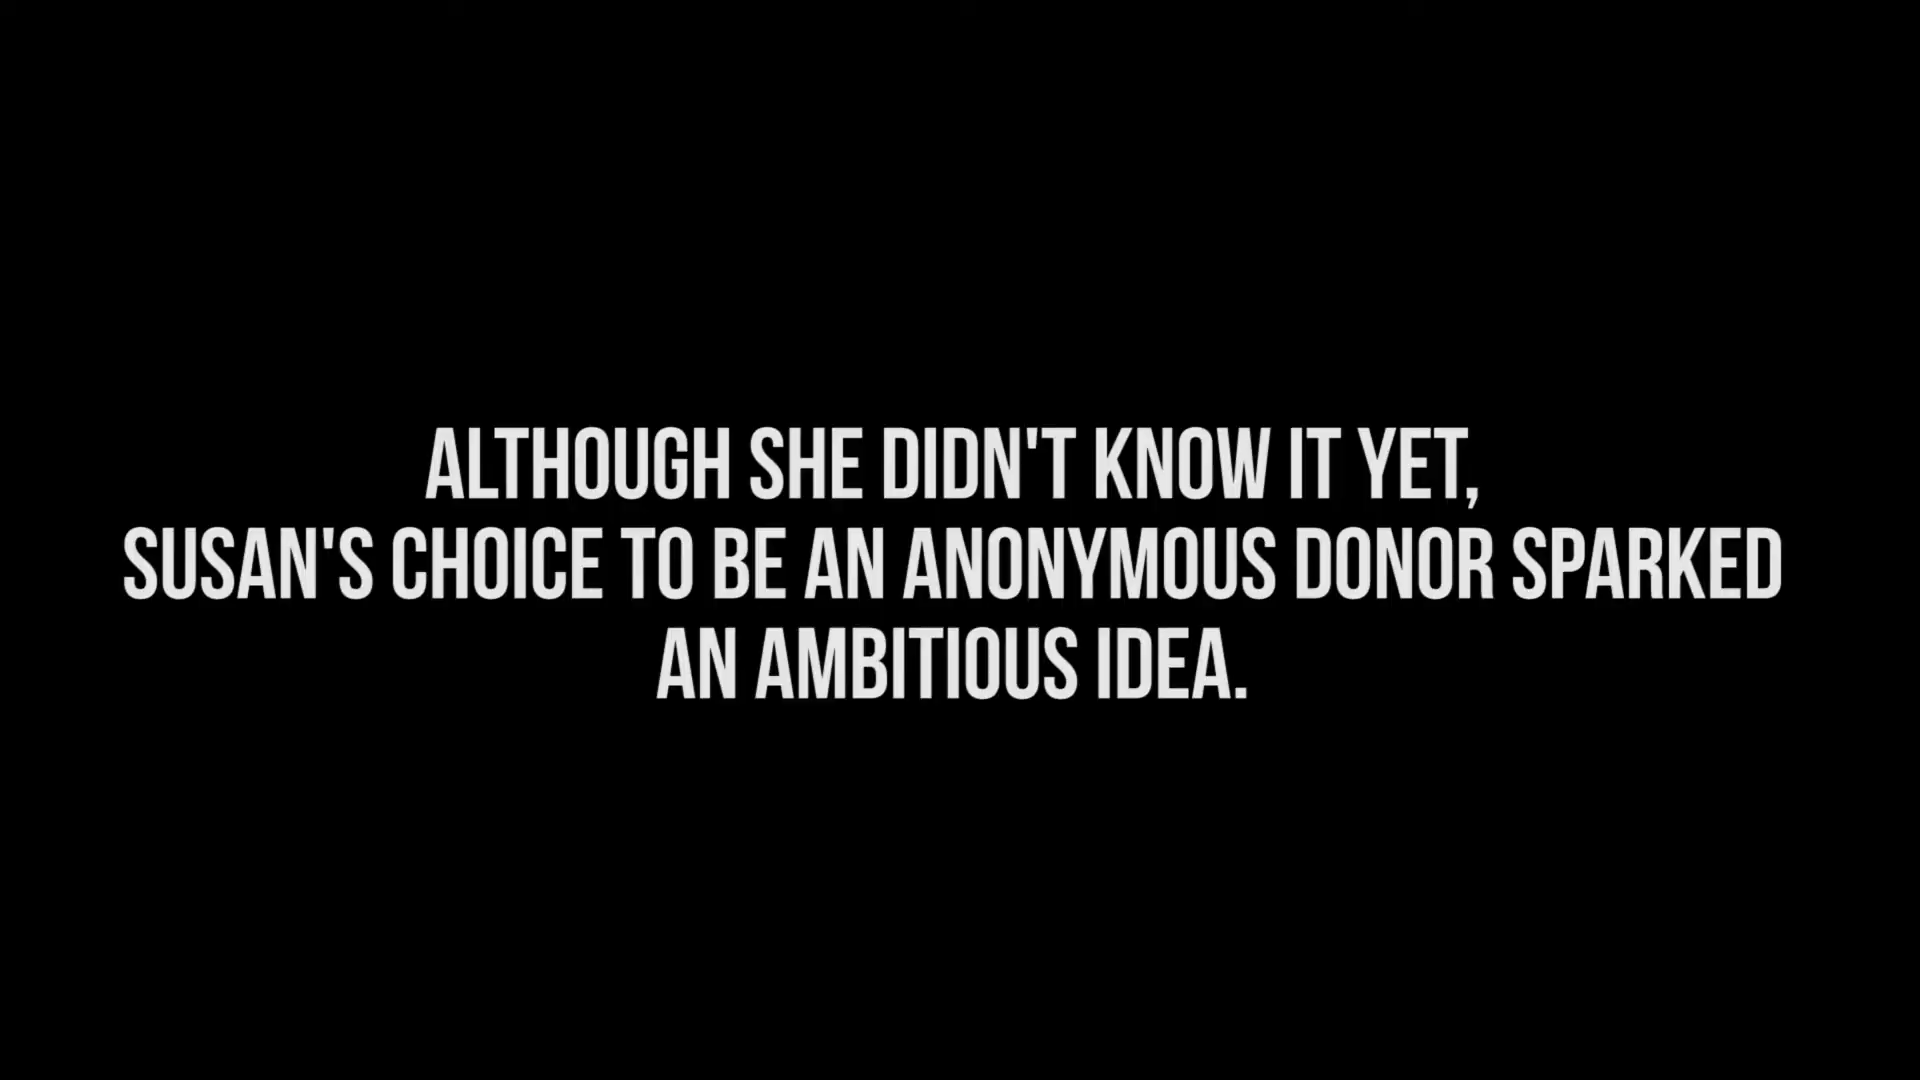 ALTHOUGH SHE DIDN'T KNOW IT YET,
SUSAN'S CHOICE TO BE AN ANONYMOUS DONOR SPARKED
AN AMBITIOUS IDEA.